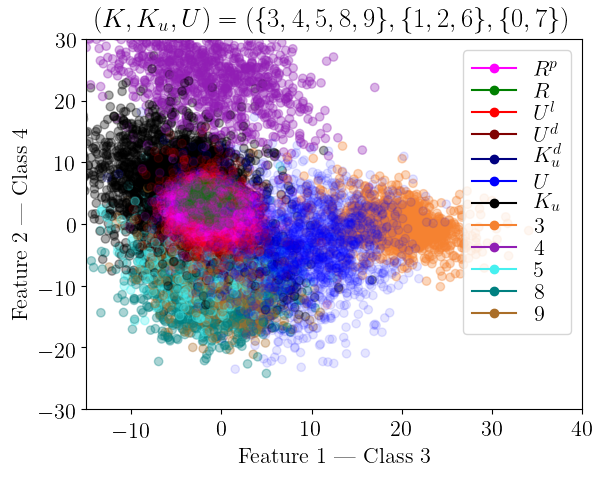 (K, K_u, U) = ({3, 4, 5, 8, 9}, {1, 2, 6}, {0, 7})
30
20
10
0
−10
−20
−30
Feature 2 — Class 4
R^p
R
U^l
U^d
K_u^d
U
K_u
3
4
5
8
9
−10 0 10 20 30 40
Feature 1 — Class 3